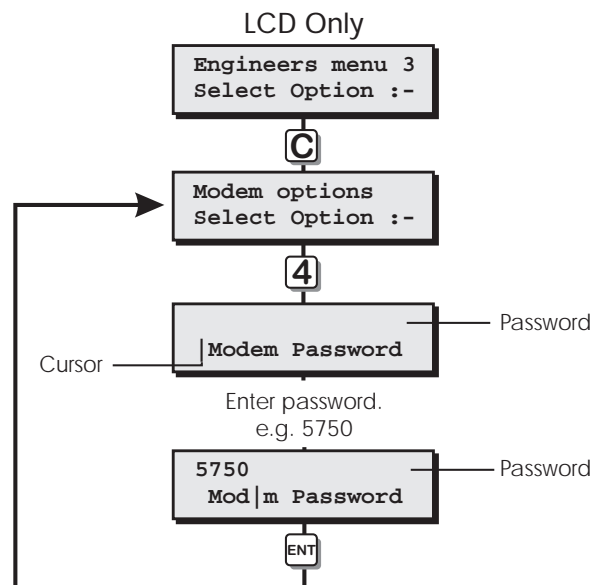 LCD Only
Engineers menu 3
Select Option :-
C
Modem options
Select Option :-
4
Password
Modem Password
Cursor
Enter password.
e.g. 5750
5750
Password
Mod|m Password
ENT